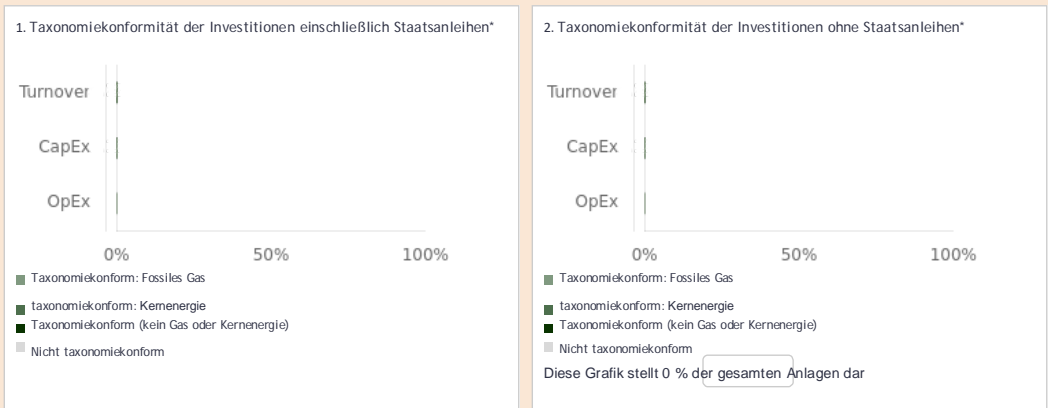 1. Taxonomiekonformität der Investitionen einschließlich Staatsanleihen*
Turnover
CapEx
OpEx
0% 50% 100%
Taxonomiekonform: Fossiles Gas
taxonomiekonform: Kernenergie
Taxonomiekonform (kein Gas oder Kernenergie)
Nicht taxonomiekonform
2. Taxonomiekonformität der Investitionen ohne Staatsanleihen*
Turnover
CapEx
OpEx
0% 50% 100%
Taxonomiekonform: Fossiles Gas
taxonomiekonform: Kernenergie
Taxonomiekonform (kein Gas oder Kernenergie)
Nicht taxonomiekonform
Diese Grafik stellt 0 % der gesamten Anlagen dar